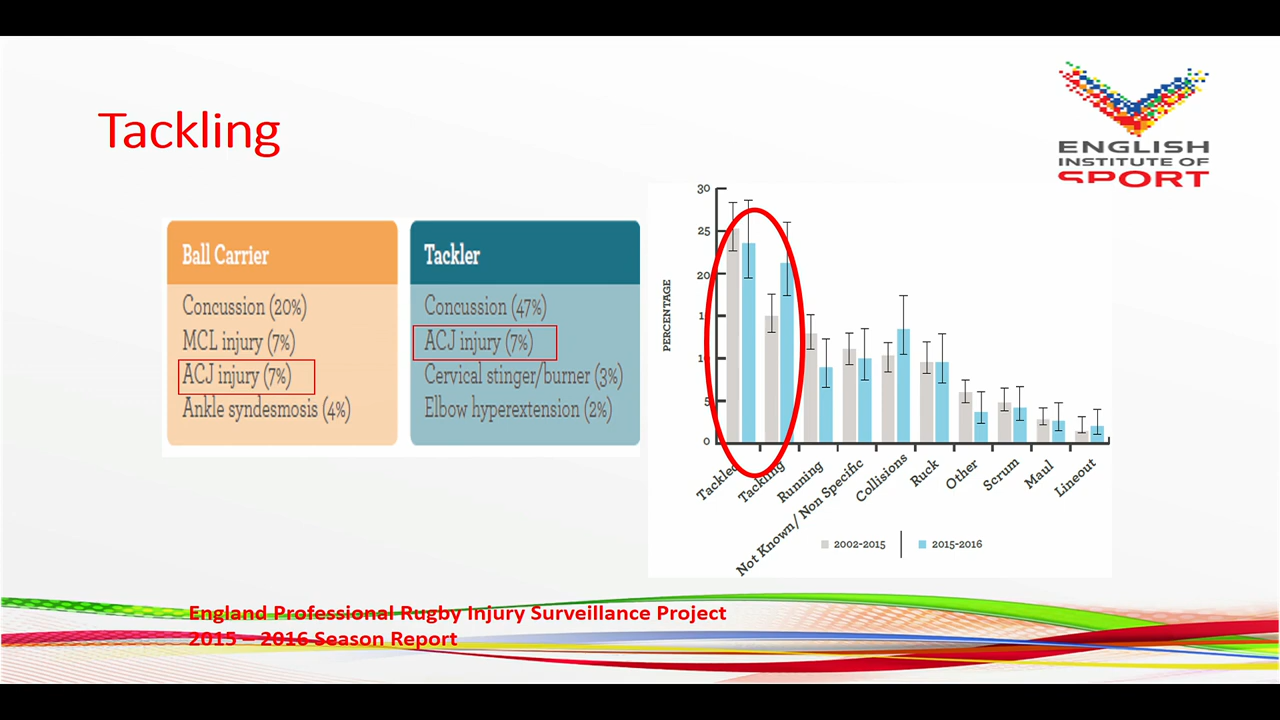 Tackling
ENGLISH
INSTITUTE OF
SPORT
Ball Carrier
Concussion (20%)
MCL injury (7%)
ACJ injury (7%)
Ankle syndesmosis (4%)
Tackler
Concussion (47%)
ACJ injury (7%)
Cervical stinger/burner (3%)
Elbow hyperextension (2%)
PERCENTAGE
30
25
20
15
10
5
0
Tackled
Tackling
Running
Not Known/ Non Specific
Collisions
Ruck
Other
Scrum
Maul
Lineout
2002-2015
2015-2016
England Professional Rugby Injury Surveillance Project
2015 – 2016 Season Report